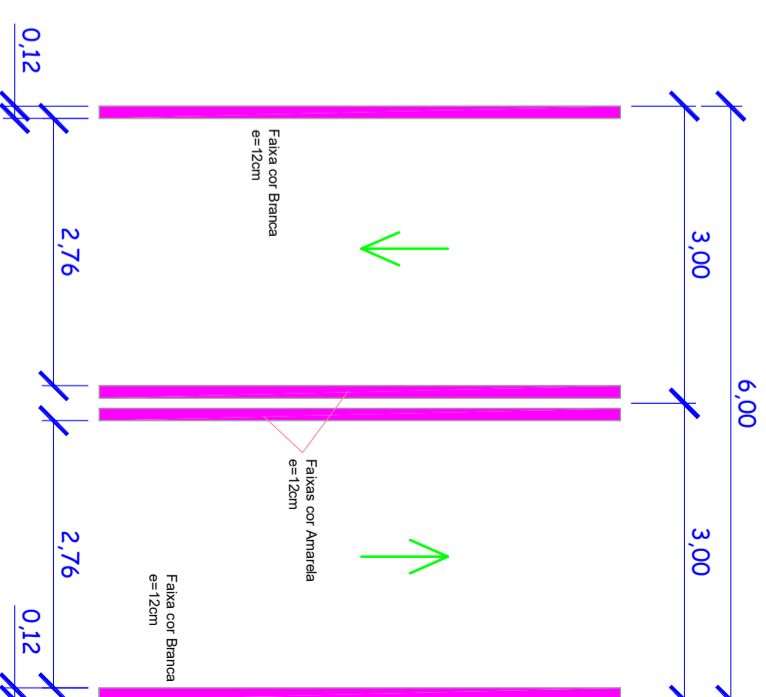 0,12
2,76
3,00
6,00
Faixa cor Branca
e=12cm
Faixas cor Amarela
e=12cm
2,76
3,00
Faixa cor Branca
e=12cm
0,12